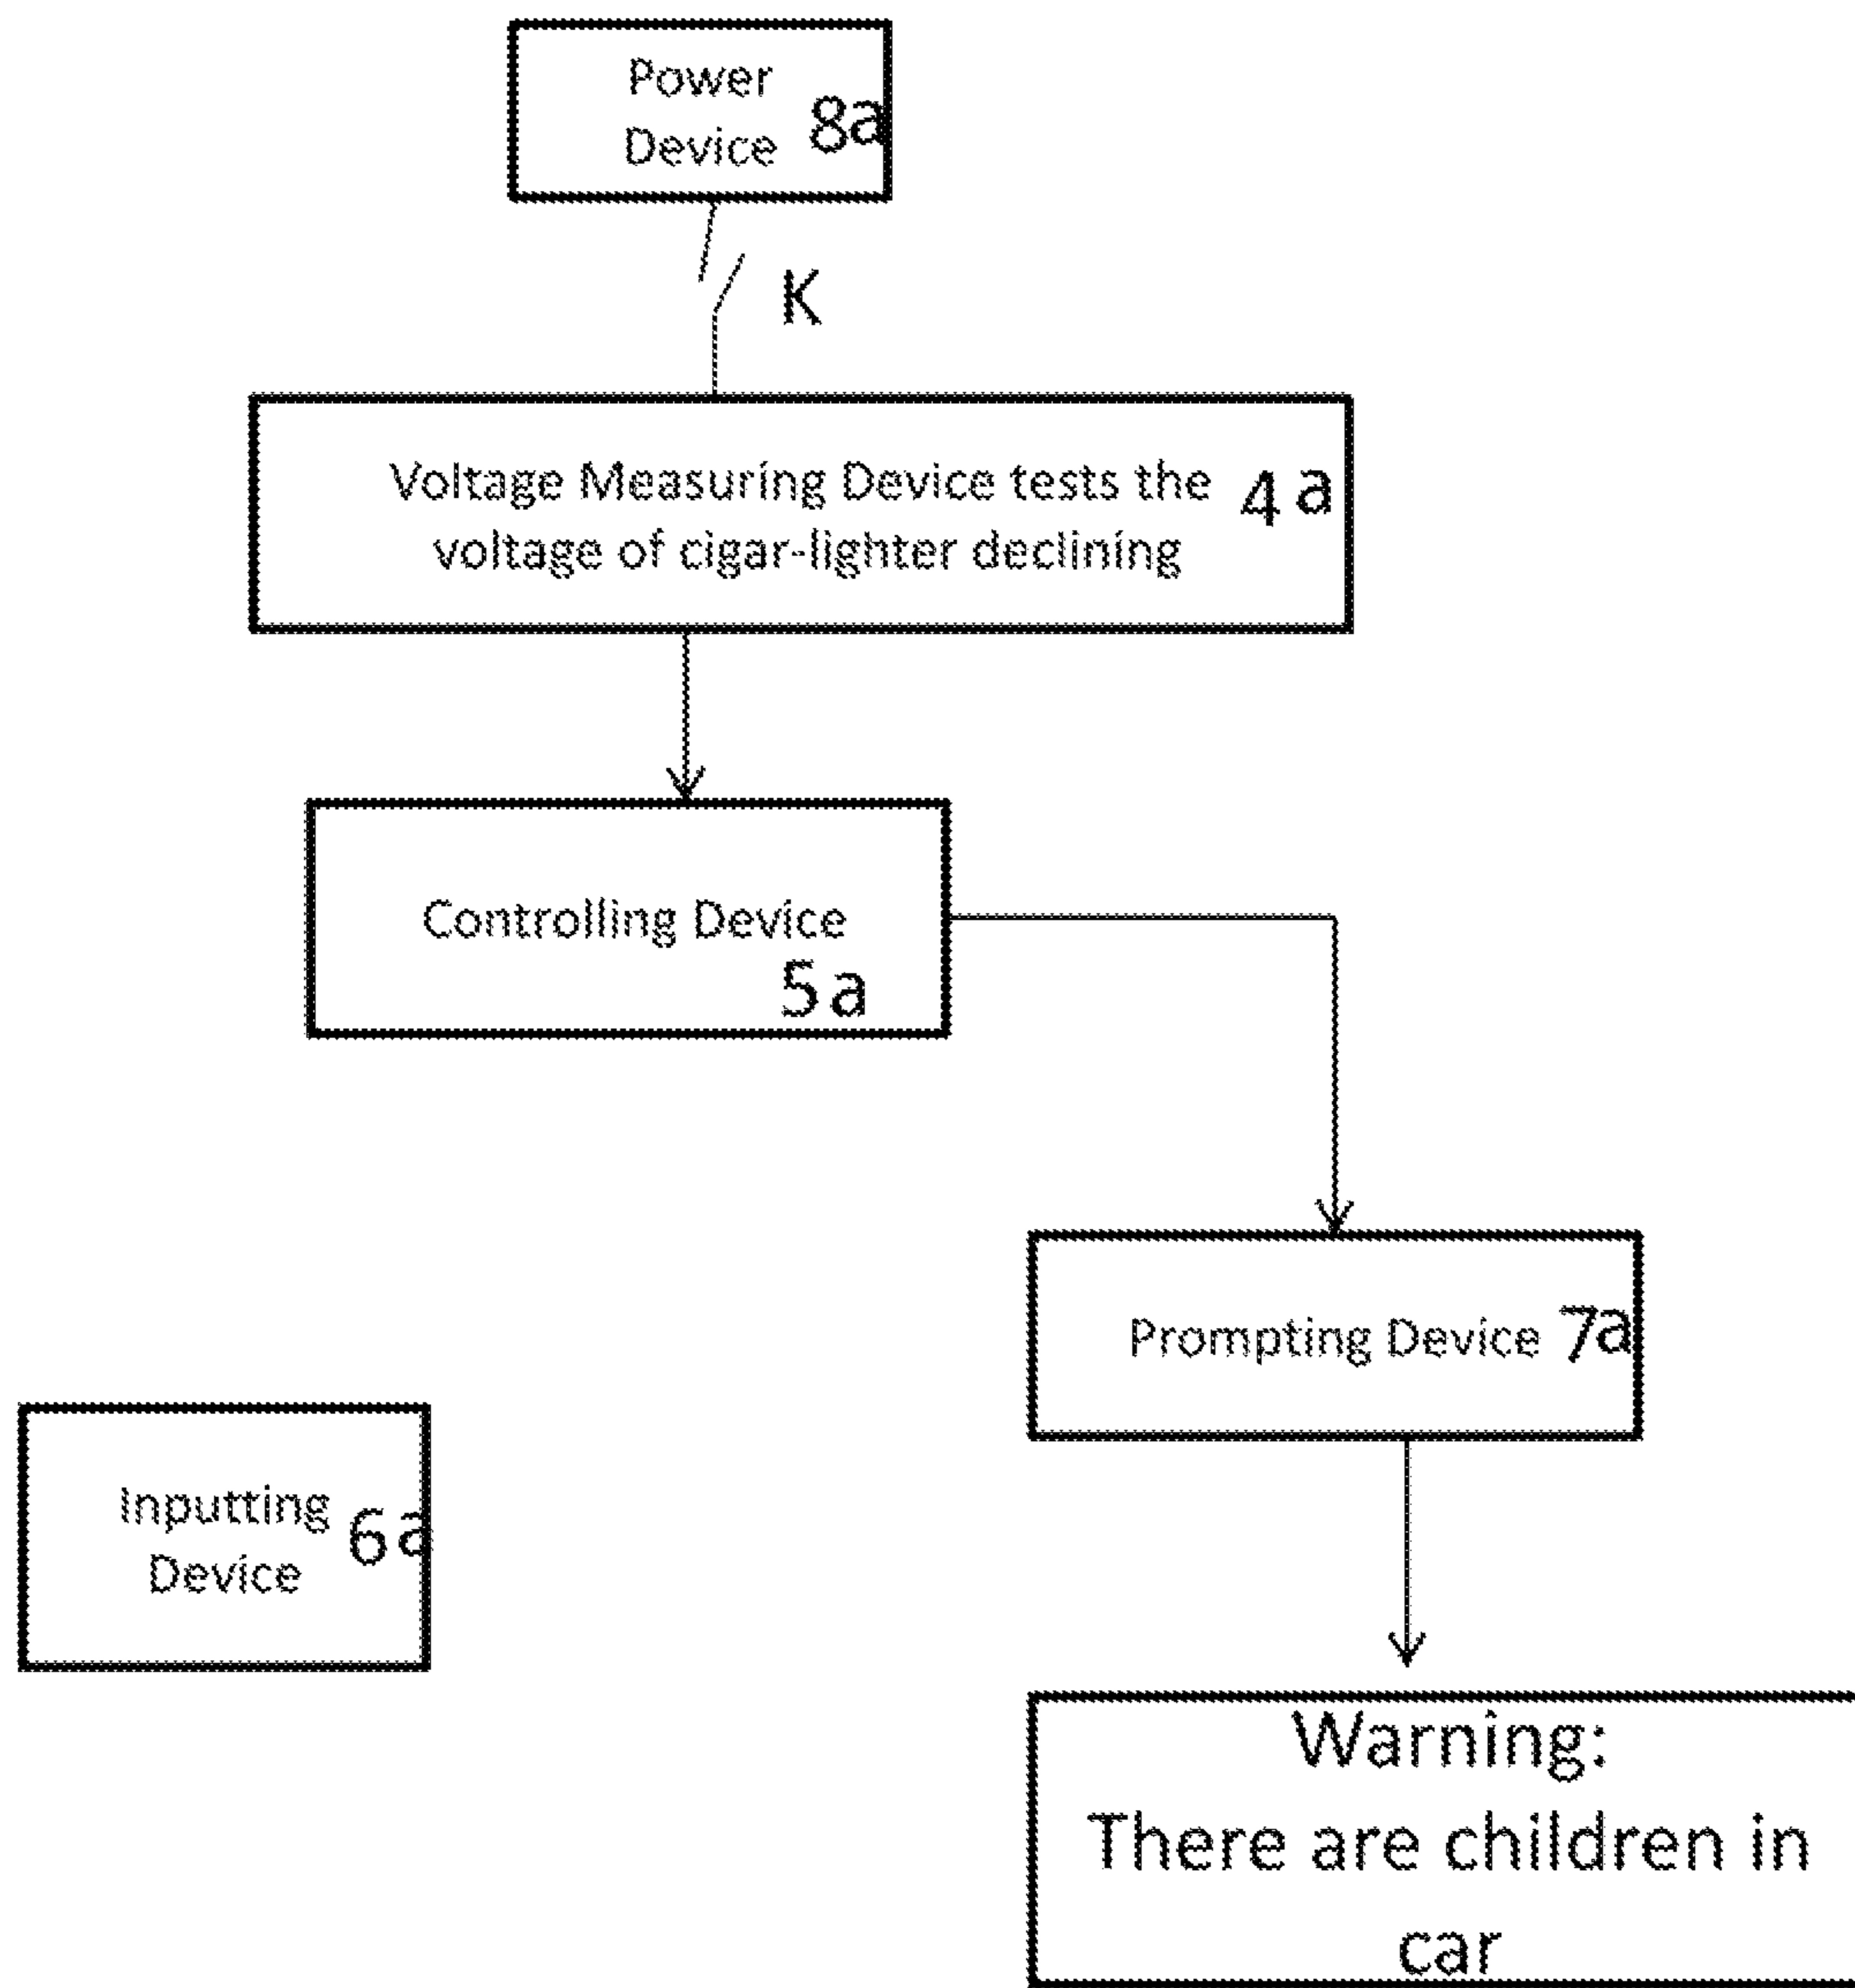 Power
Device 8a
K
Voltage Measuring Device tests the 4a
voltage of cigar-lighter declining
Controlling Device
5a
Prompting Device 7a
Inputting
Device 6a
Warning:
There are children in
car